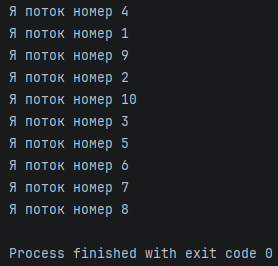 Я поток номер 4
Я поток номер 1
Я поток номер 9
Я поток номер 2
Я поток номер 10
Я поток номер 3
Я поток номер 5
Я поток номер 6
Я поток номер 7
Я поток номер 8
Process finished with exit code 0